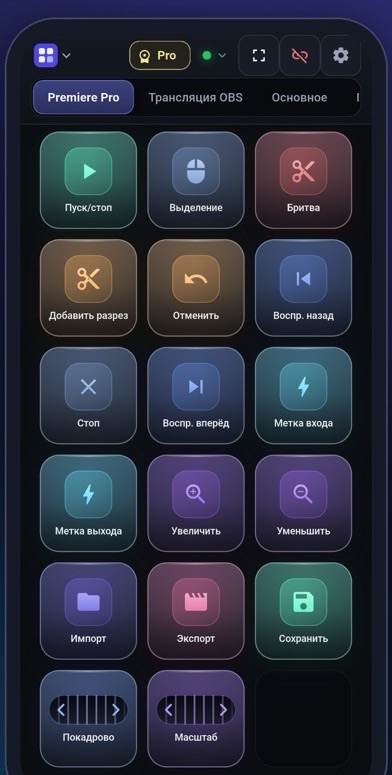 Pro
Premiere Pro
Трансляция OBS
Основное
Пуск/стоп
Выделение
Бритва
Добавить разрез
Отменить
Воспр. назад
Стоп
Воспр. вперёд
Метка входа
Метка выхода
Увеличить
Уменьшить
Импорт
Экспорт
Сохранить
Покадрово
Масштаб